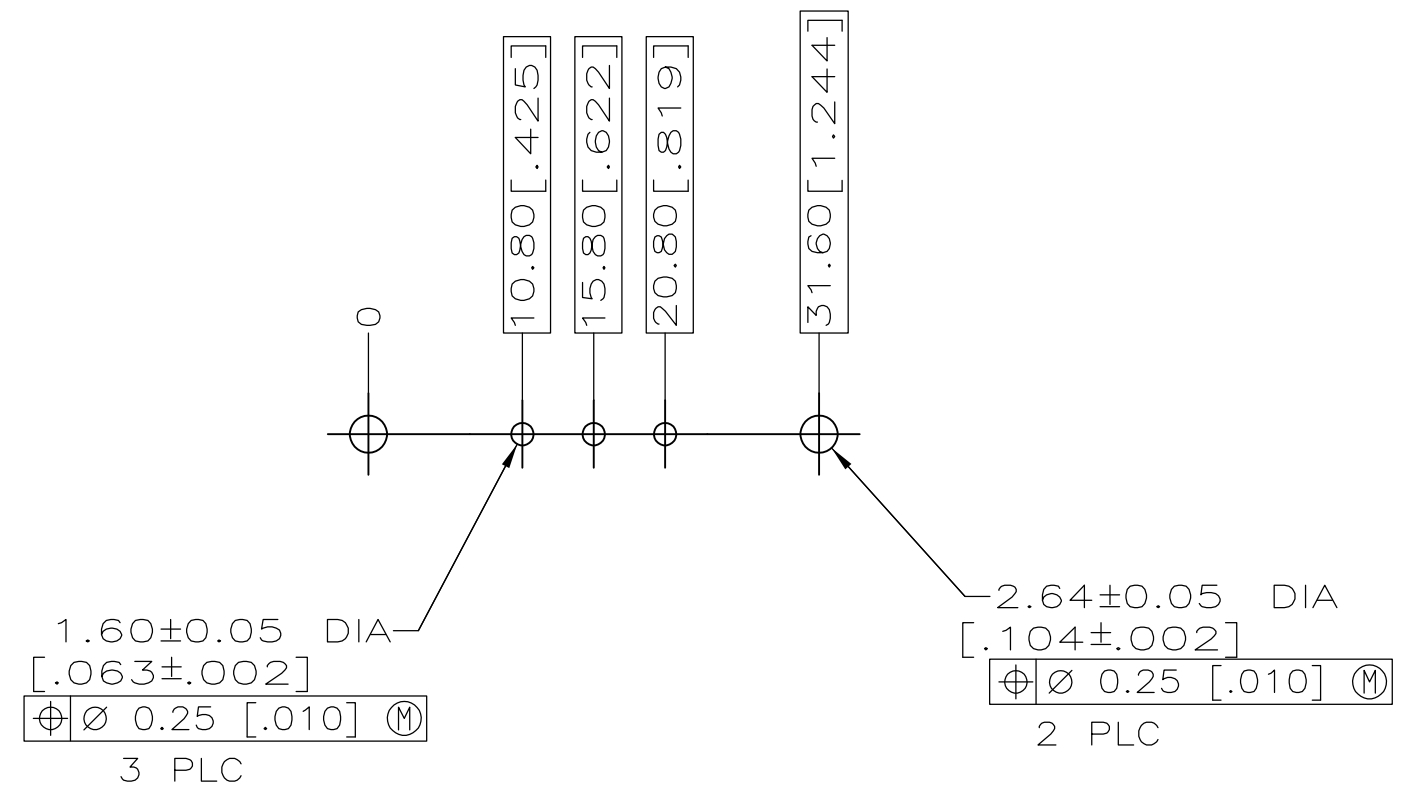 0
10.80[.425]
15.80[.622]
20.80[.819]
31.60[1.244]
1.60±0.05 DIA
[.063±.002]
⌖ Ø 0.25 [.010] Ⓜ
3 PLC
2.64±0.05 DIA
[.104±.002]
⌖ Ø 0.25 [.010] Ⓜ
2 PLC